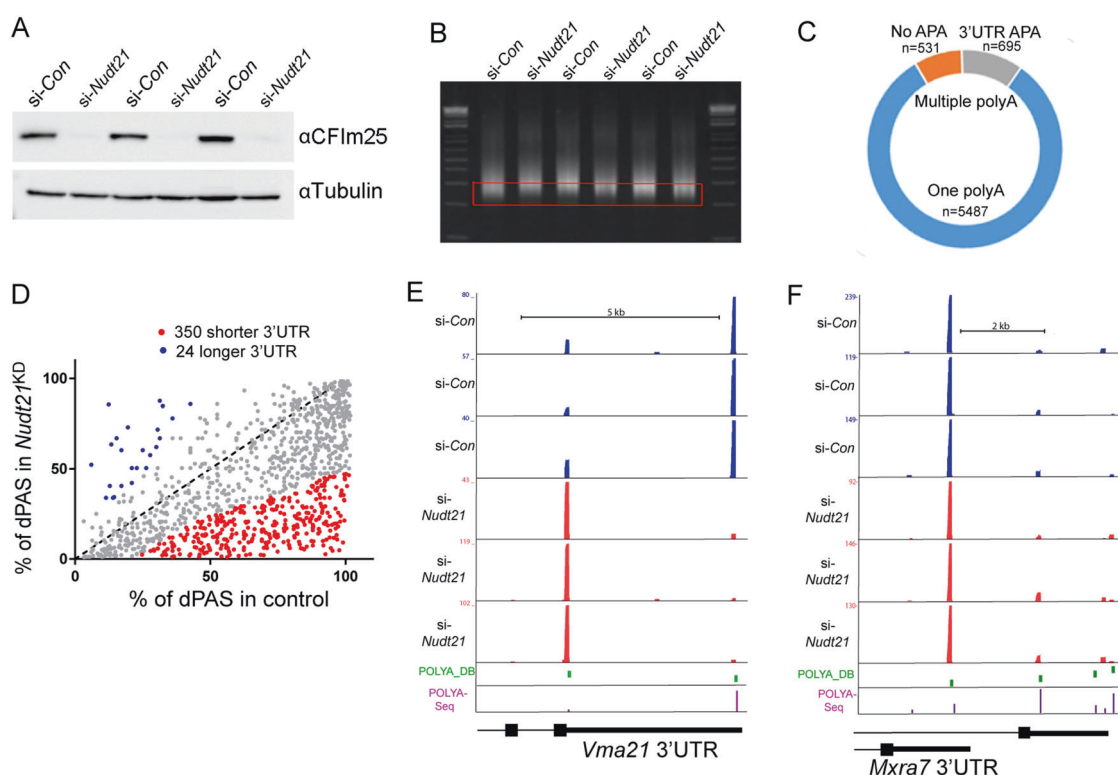 A
si-Con
si-Nudt21
si-Con
si-Nudt21
si-Con
si-Nudt21
αCFIm25
αTubulin
B
si-Con
si-Nudt21
si-Con
si-Nudt21
si-Con
si-Nudt21
C
No APA
n=531
3'UTR APA
n=695
Multiple polyA
One polyA
n=5487
D
350 shorter 3'UTR
24 longer 3'UTR
% of dPAS in Nudt21KD
100
50
0
0
50
100
% of dPAS in control
E
80
si-Con
5 kb
57
si-Con
40
si-Con
43
si-
Nudt21
119
si-
Nudt21
102
si-
Nudt21
POLYA_DB
POLYA-
Seq
Vma21 3'UTR
F
239
si-Con
2 kb
119
si-Con
149
si-Con
92
si-
Nudt21
146
si-
Nudt21
130
si-
Nudt21
POLYA_DB
POLYA-
Seq
Mxra7 3'UTR